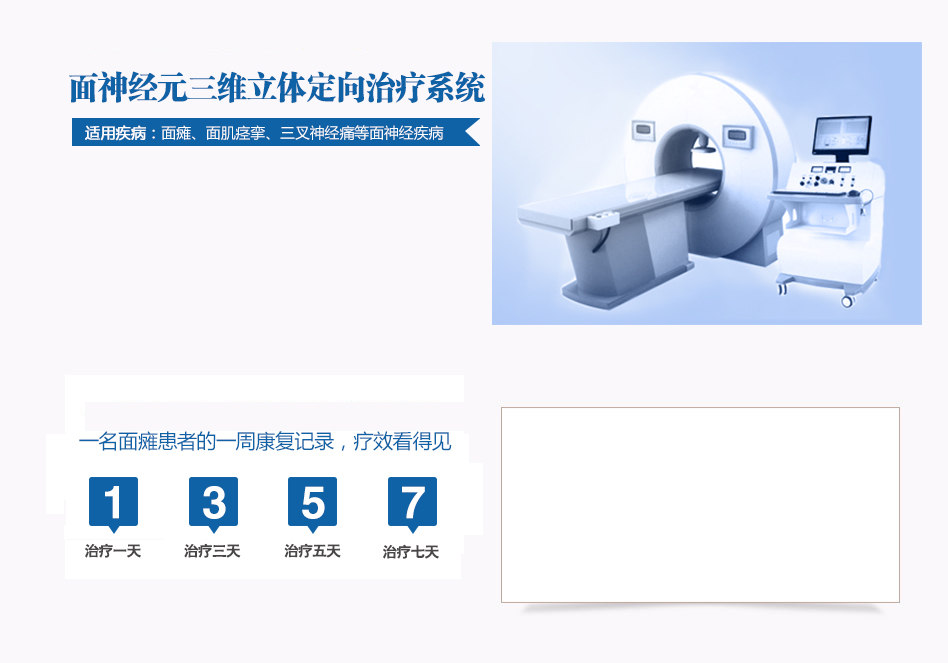 面神经元三维立体定向治疗系统
适用疾病：面瘫、面肌痉挛、三叉神经痛等面神经疾病
一名面瘫患者的一周康复记录，疗效看得见
1 3 5 7
治疗一天 治疗三天 治疗五天 治疗七天